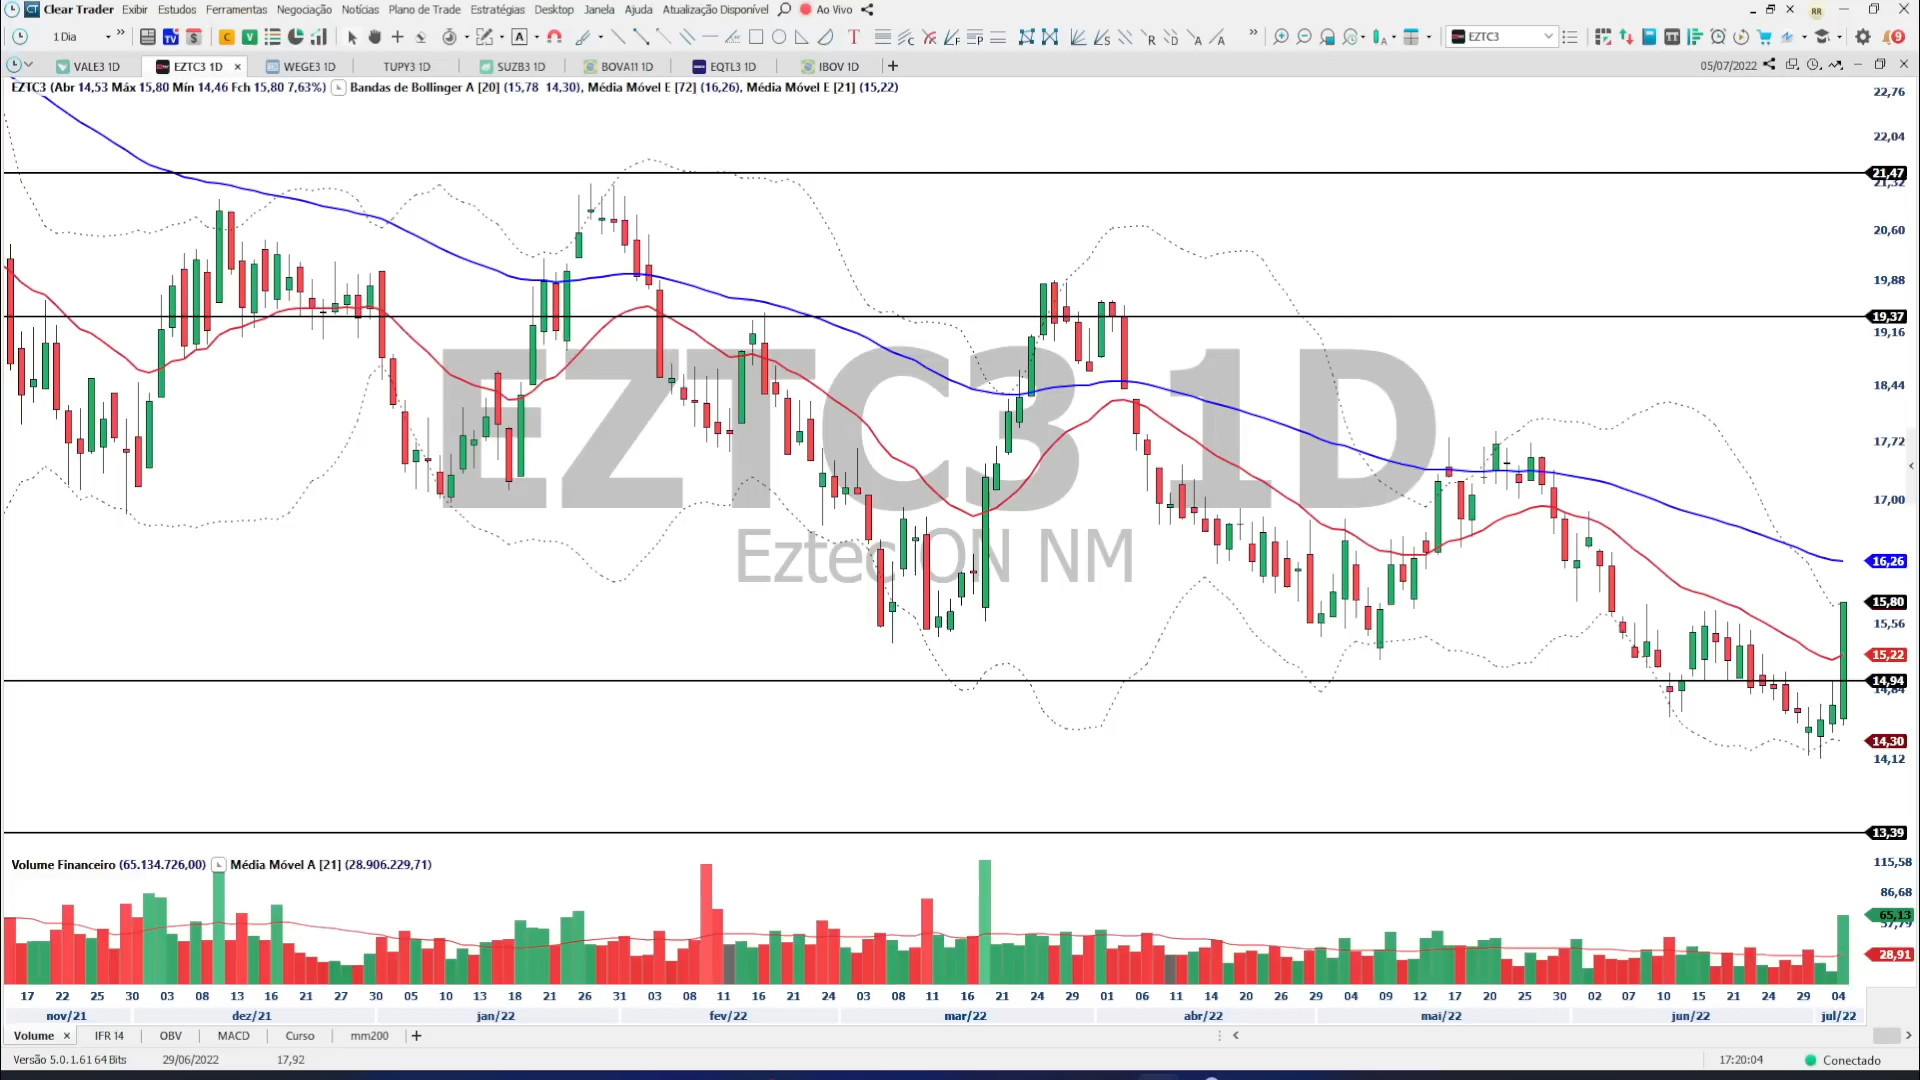 Clear Trader Exibir Estudos Ferramentas Negociação Notícias Plano de Trade Estratégias Desktop Janela Ajuda Atualização Disponível Ao Vivo RR
1 Dia EZTC3 9
VALE3 1D EZTC3 1D WEGE3 1D TUPY3 1D SUZB3 1D BOVA11 1D EQTL3 1D IBOV 1D 05/07/2022
EZTC3 (Abr 14,53 Máx 15,80 Mín 14,46 Fch 15,80 7,63%) Bandas de Bollinger A [20] (15,78 14,30), Média Móvel E [72] (16,26), Média Móvel E [21] (15,22)
22,76
22,04
21,47
21,32
20,60
19,88
19,37
19,16
18,44
17,72
17,00
16,26
15,80
15,56
15,22
14,94
14,84
14,30
14,12
13,39
EZTC3 1D
Eztec ON NM
Volume Financeiro (65.134.726,00) Média Móvel A [21] (28.906.229,71)
115,58
86,68
65,13
57,79
28,91
17 22 25 30 03 08 13 16 21 27 30 05 10 13 18 21 26 31 03 08 11 16 21 24 03 08 11 16 21 24 29 01 06 11 14 20 26 29 04 09 12 17 20 25 30 02 07 10 15 21 24 29 04
nov/21 dez/21 jan/22 fev/22 mar/22 abr/22 mai/22 jun/22 jul/22
Volume IFR 14 OBV MACD Curso mm200
Versão 5.0.1.61 64 Bits 29/06/2022 17,92 17:20:04 Conectado